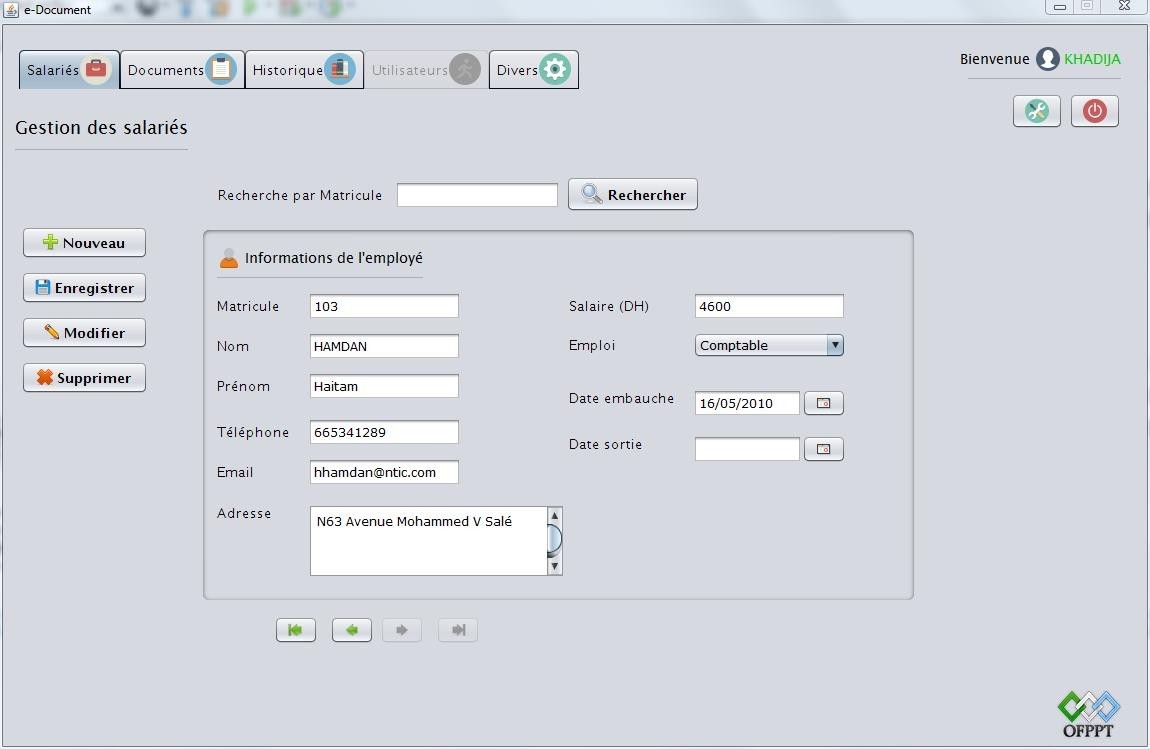 e-Document
Salariés Documents Historique Utilisateurs Divers
Bienvenue KHADIJA
Gestion des salariés
Recherche par Matricule Rechercher
Nouveau
Enregistrer
Modifier
Supprimer
Informations de l'employé
Matricule 103
Nom HAMDAN
Prénom Haitam
Téléphone 665341289
Email hhamdan@ntic.com
Adresse N63 Avenue Mohammed V Salé
Salaire (DH) 4600
Emploi Comptable
Date embauche 16/05/2010
Date sortie
OFPPT